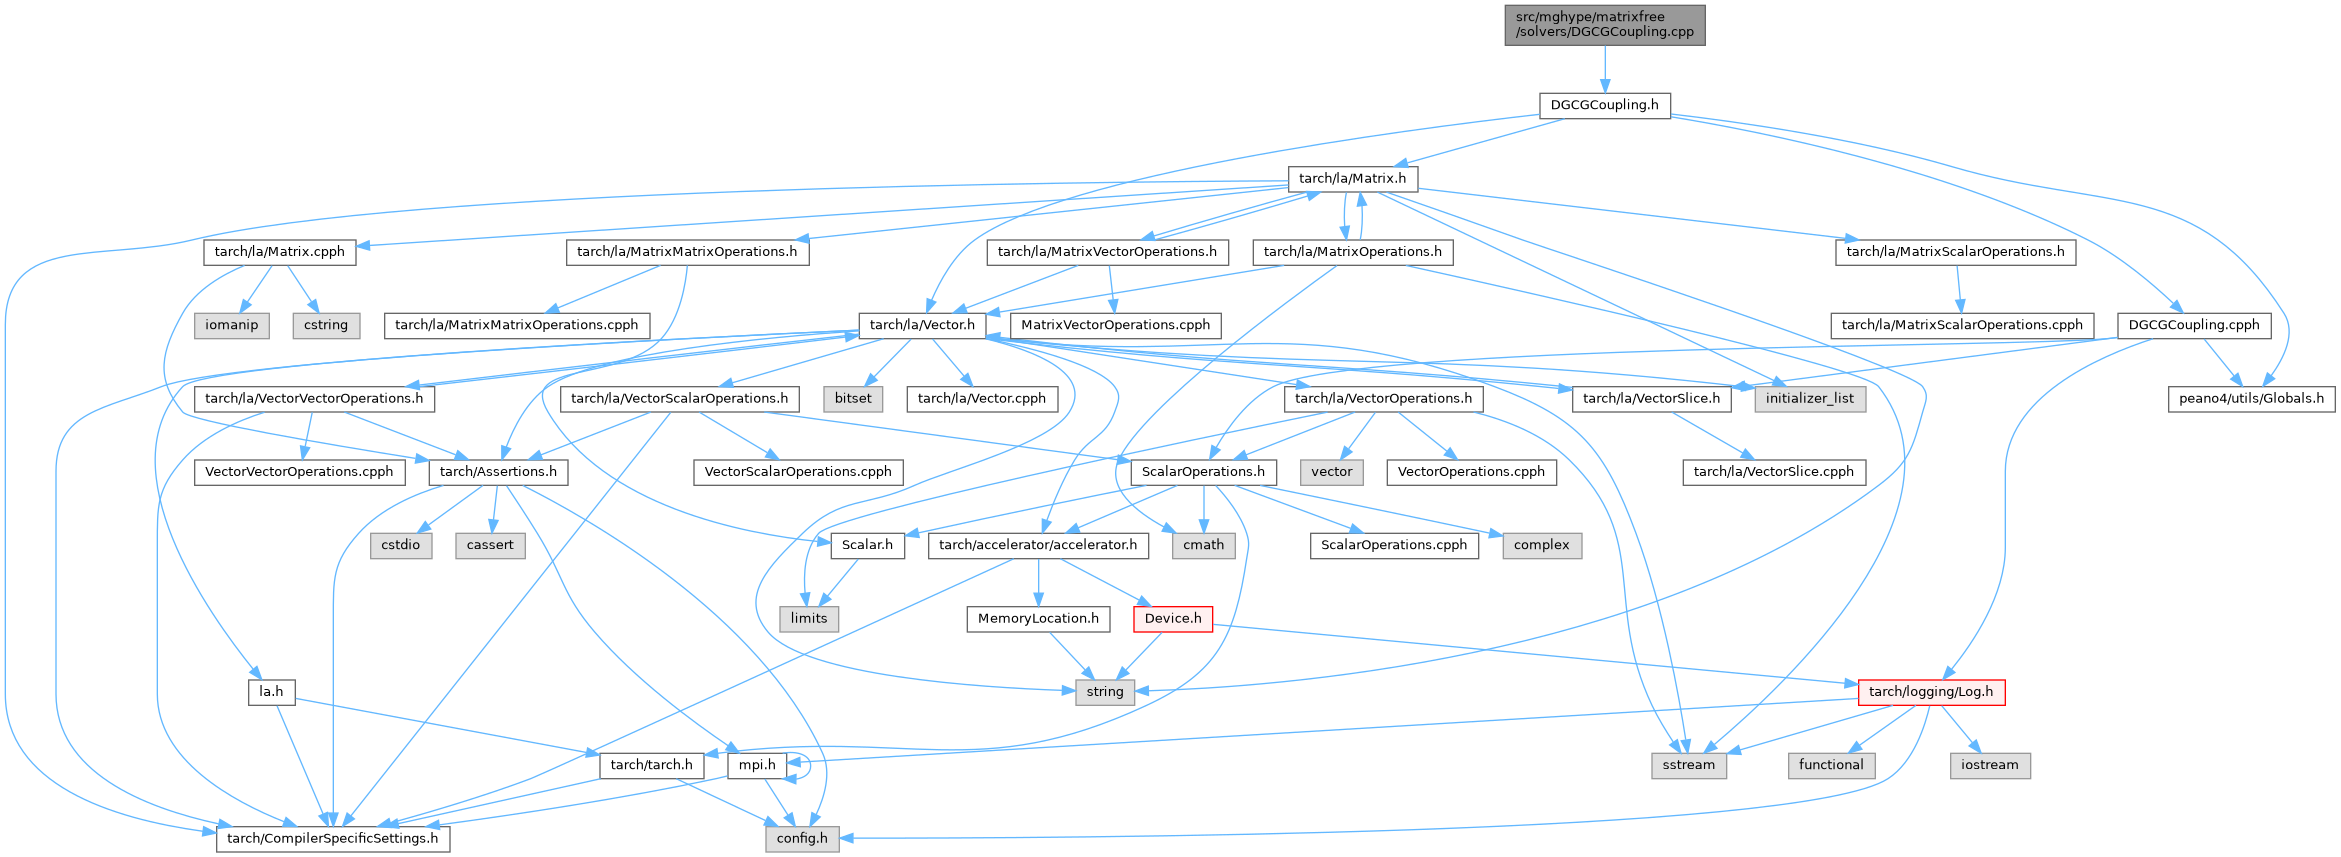 src/mghype/matrixfree
/solvers/DGCGCoupling.cpp
DGCGCoupling.h
tarch/la/Matrix.h
tarch/la/Matrix.cpph
tarch/la/MatrixMatrixOperations.h
tarch/la/MatrixVectorOperations.h
tarch/la/MatrixOperations.h
tarch/la/MatrixScalarOperations.h
iomanip
cstring
tarch/la/MatrixMatrixOperations.cpph
tarch/la/Vector.h
MatrixVectorOperations.cpph
tarch/la/MatrixScalarOperations.cpph
DGCGCoupling.cpph
tarch/la/VectorVectorOperations.h
tarch/la/VectorScalarOperations.h
bitset
tarch/la/Vector.cpph
tarch/la/VectorOperations.h
tarch/la/VectorSlice.h
initializer_list
peano4/utils/Globals.h
VectorVectorOperations.cpph
tarch/Assertions.h
VectorScalarOperations.cpph
ScalarOperations.h
vector
VectorOperations.cpph
tarch/la/VectorSlice.cpph
cstdio
cassert
Scalar.h
tarch/accelerator/accelerator.h
cmath
ScalarOperations.cpph
complex
limits
MemoryLocation.h
Device.h
la.h
string
tarch/logging/Log.h
tarch/tarch.h
mpi.h
sstream
functional
iostream
tarch/CompilerSpecificSettings.h
config.h